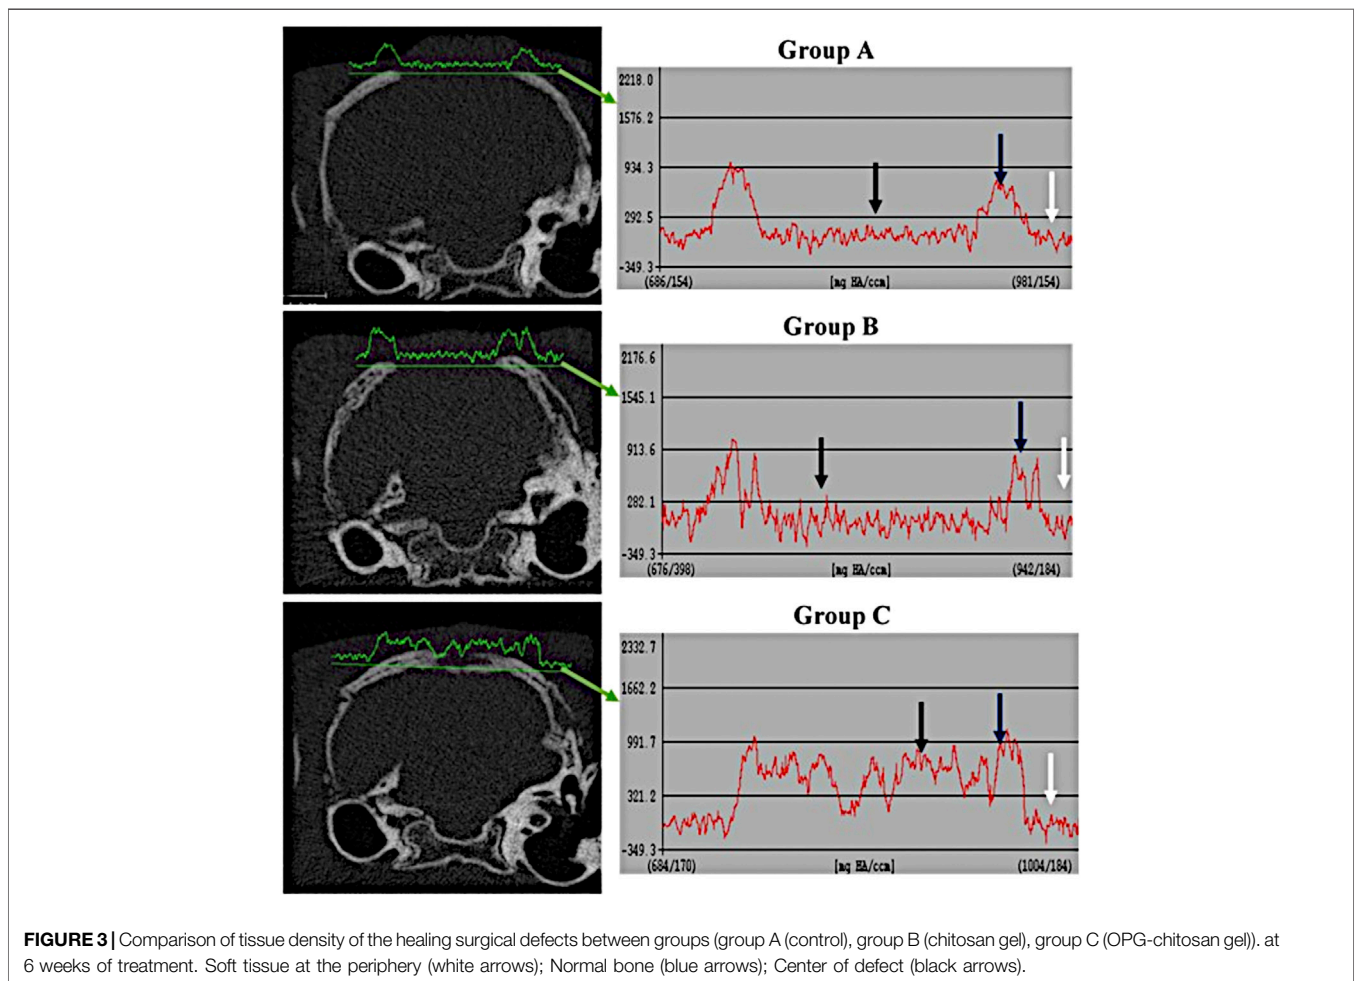 Group A
2218.0
1576.2
934.3
292.5
-349.3
(686/154) [mg HA/ccm] (981/154)
Group B
2176.6
1545.1
913.6
282.1
-349.3
(676/398) [mg HA/ccm] (942/184)
Group C
2332.7
1662.2
991.7
321.2
-349.3
(684/170) [mg HA/ccm] (1004/184)
FIGURE 3 | Comparison of tissue density of the healing surgical defects between groups (group A (control), group B (chitosan gel), group C (OPG-chitosan gel)). at
6 weeks of treatment. Soft tissue at the periphery (white arrows); Normal bone (blue arrows); Center of defect (black arrows).